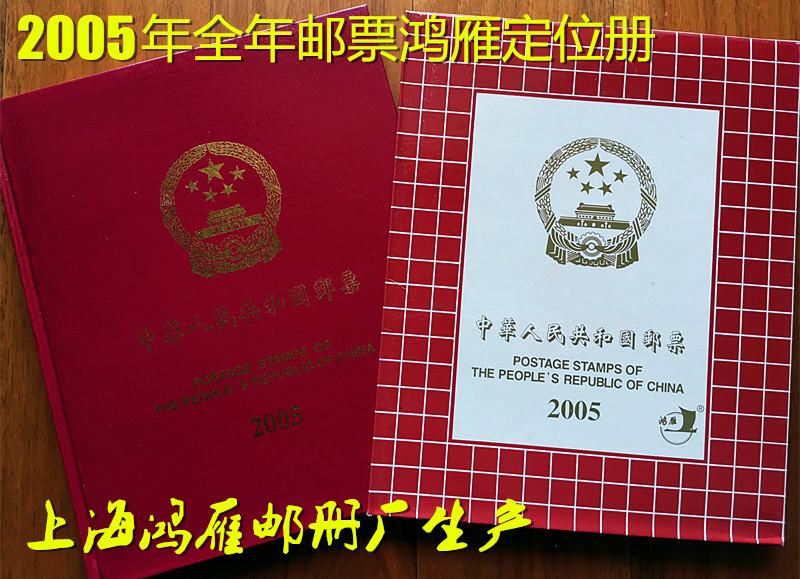 2005年全年邮票鸿雁定位册
中華人民共和國郵票
POSTAGE STAMPS OF
THE PEOPLE'S REPUBLIC OF CHINA
2005
中華人民共和國郵票
POSTAGE STAMPS OF
THE PEOPLE'S REPUBLIC OF CHINA
2005
鸿雁®
上海鸿雁邮册厂生产